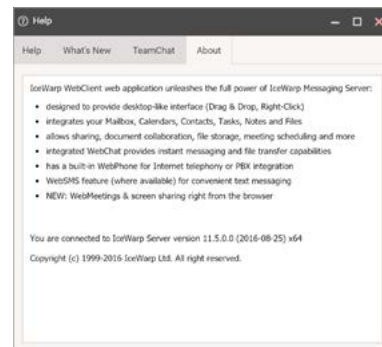 Help
Help What's New TeamChat About
IceWarp WebClient web application unleashes the full power of IceWarp Messaging Server:
• designed to provide desktop-like interface (Drag & Drop, Right-Click)
• integrates your Mailbox, Calendars, Contacts, Tasks, Notes and Files
• allows sharing, document collaboration, file storage, meeting scheduling and more
• integrated WebChat provides instant messaging and file transfer capabilities
• has a built-in WebPhone for Internet telephony or PBX integration
• WebSMS feature (where available) for convenient text messaging
• NEW: WebMeetings & screen sharing right from the browser
You are connected to IceWarp Server version 11.5.0.0 (2016-08-25) x64
Copyright (c) 1999-2016 IceWarp Ltd. All right reserved.